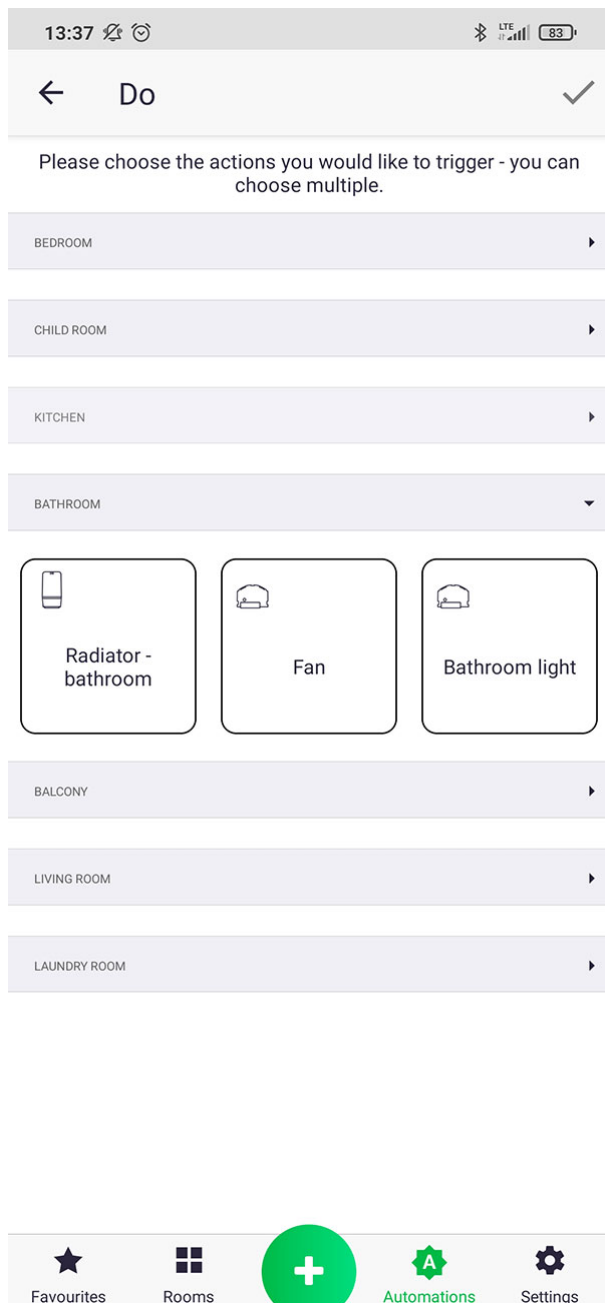 13:37
LTE
83
Do
Please choose the actions you would like to trigger - you can
choose multiple.
BEDROOM
CHILD ROOM
KITCHEN
BATHROOM
Radiator -
bathroom
Fan
Bathroom light
BALCONY
LIVING ROOM
LAUNDRY ROOM
A
Favourites
Rooms
Automations
Settings